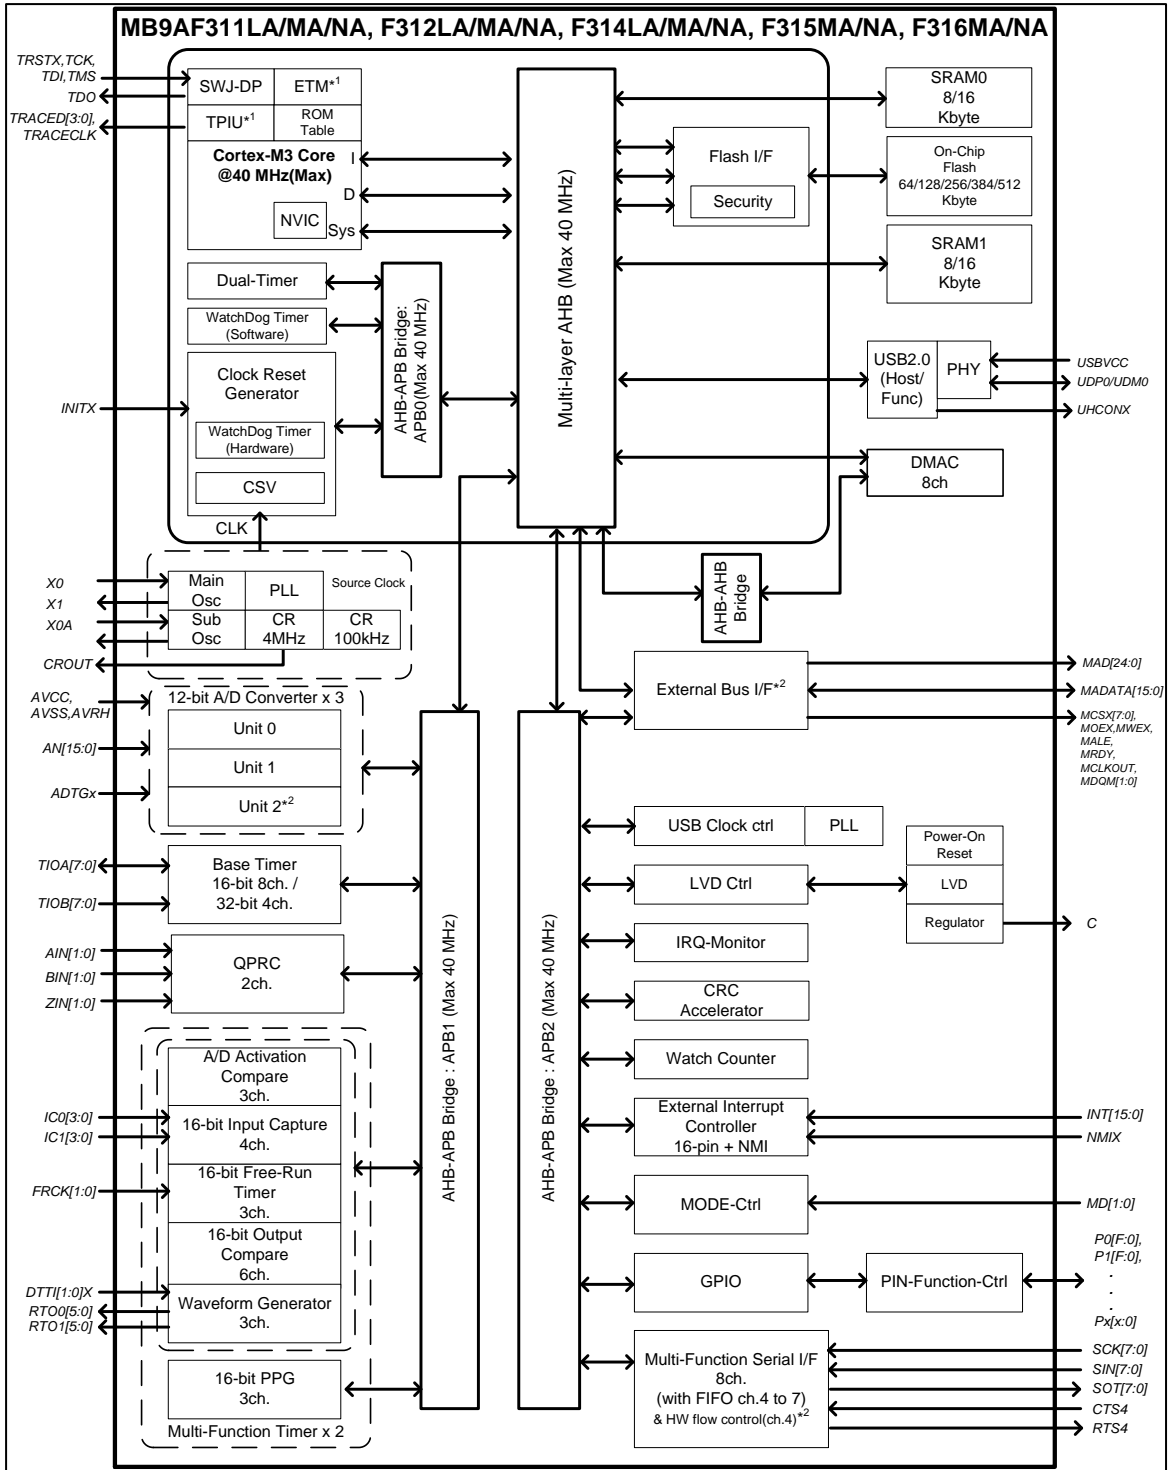 MB9AF311LA/MA/NA, F312LA/MA/NA, F314LA/MA/NA, F315MA/NA, F316MA/NA
TRSTX,TCK,
TDI,TMS
TDO
TRACED[3:0],
TRACECLK
SWJ-DP
ETM*1
TPIU*1
ROM
Table
Cortex-M3 Core
@40 MHz(Max)
I
D
NVIC
Sys
Multi-layer AHB (Max 40 MHz)
Flash I/F
Security
SRAM0
8/16
Kbyte
On-Chip
Flash
64/128/256/384/512
Kbyte
SRAM1
8/16
Kbyte
Dual-Timer
WatchDog Timer
(Software)
Clock Reset
Generator
WatchDog Timer
(Hardware)
CSV
CLK
INITX
AHB-APB Bridge:
APB0(Max 40 MHz)
USB2.0
(Host/
Func)
PHY
USBVCC
UDP0/UDM0
UHCONX
DMAC
8ch
AHB-AHB
Bridge
X0
X1
X0A
CROUT
Main
Osc
PLL
Source Clock
Sub
Osc
CR
4MHz
CR
100kHz
AVCC,
AVSS,AVRH
AN[15:0]
ADTGx
12-bit A/D Converter x 3
Unit 0
Unit 1
Unit 2*2
External Bus I/F*2
MAD[24:0]
MADATA[15:0]
MCSX[7:0],
MOEX,MWEX,
MALE,
MRDY,
MCLKOUT,
MDQM[1:0]
TIOA[7:0]
TIOB[7:0]
Base Timer
16-bit 8ch. /
32-bit 4ch.
AIN[1:0]
BIN[1:0]
ZIN[1:0]
QPRC
2ch.
AHB-APB Bridge : APB1 (Max 40 MHz)
AHB-APB Bridge : APB2 (Max 40 MHz)
USB Clock ctrl
PLL
LVD Ctrl
Power-On
Reset
LVD
Regulator
C
IRQ-Monitor
CRC
Accelerator
Watch Counter
External Interrupt
Controller
16-pin + NMI
INT[15:0]
NMIX
MODE-Ctrl
MD[1:0]
GPIO
PIN-Function-Ctrl
P0[F:0],
P1[F:0],
.
.
.
Px[x:0]
IC0[3:0]
IC1[3:0]
FRCK[1:0]
DTTI[1:0]X
RTO0[5:0]
RTO1[5:0]
A/D Activation
Compare
3ch.
16-bit Input Capture
4ch.
16-bit Free-Run
Timer
3ch.
16-bit Output
Compare
6ch.
Waveform Generator
3ch.
16-bit PPG
3ch.
Multi-Function Timer x 2
Multi-Function Serial I/F
8ch.
(with FIFO ch.4 to 7)
& HW flow control(ch.4)*2
SCK[7:0]
SIN[7:0]
SOT[7:0]
CTS4
RTS4